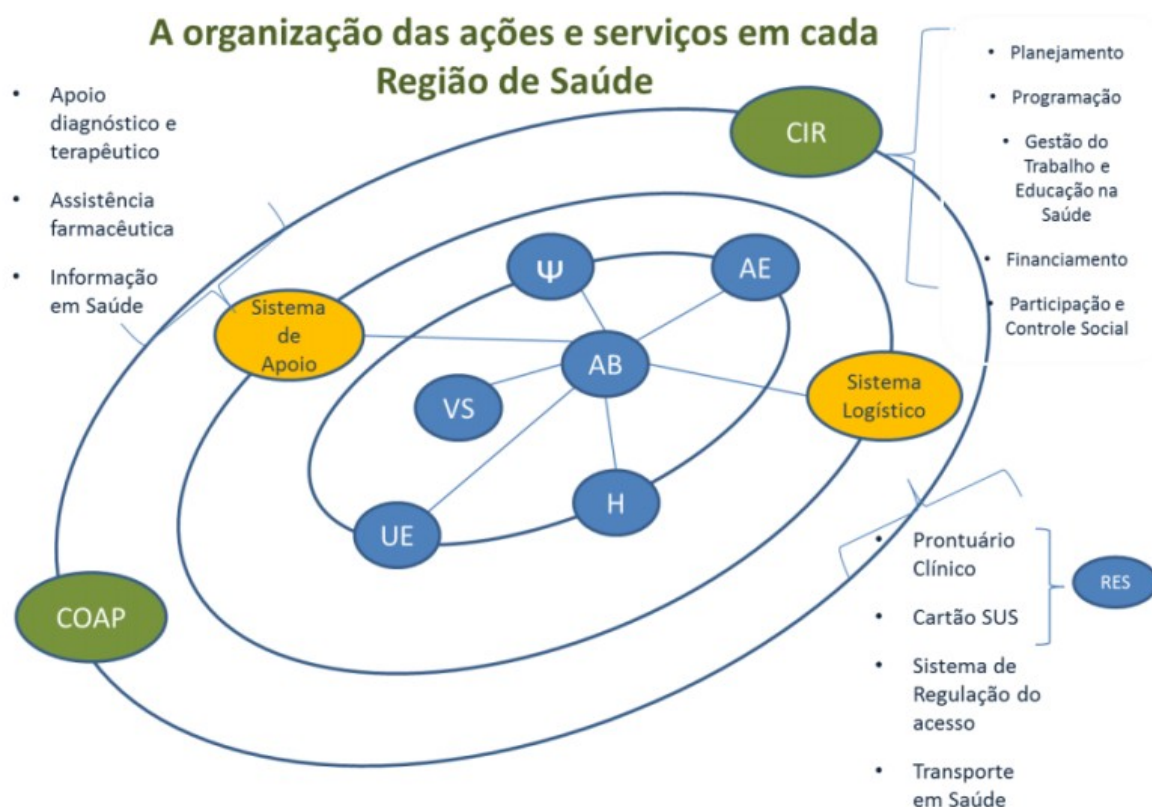 A organização das ações e serviços em cada
Região de Saúde
• Apoio
diagnóstico e
terapêutico
• Assistência
farmacêutica
• Informação
em Saúde
CIR
• Planejamento
• Programação
• Gestão do
Trabalho e
Educação na
Saúde
• Financiamento
• Participação e
Controle Social
Ψ
AE
Sistema
de
Apoio
AB
VS
Sistema
Logístico
H
UE
COAP
• Prontuário
Clínico
• Cartão SUS
RES
• Sistema de
Regulação do
acesso
• Transporte
em Saúde